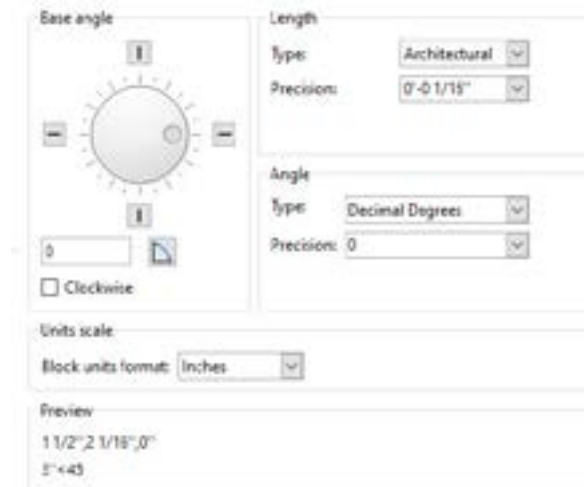 Base angle
0
Clockwise
Length
Type: Architectural
Precision: 0'-0 1/16"
Angle
Type: Decimal Degrees
Precision: 0
Units scale
Block units format: Inches
Preview
1 1/2",2 1/16",0"
3"<45